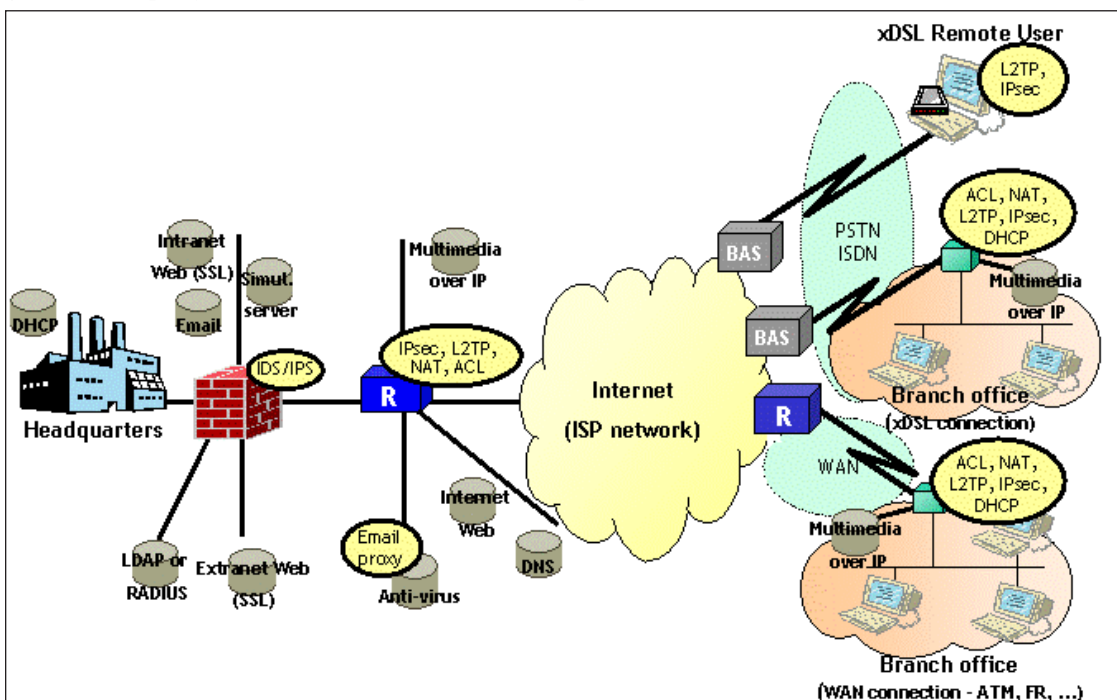 xDSL Remote User
L2TP,
IPsec
ACL, NAT,
L2TP, IPsec,
DHCP
PSTN
ISDN
BAS
Multimedia
over IP
BAS
Branch office
(xDSL connection)
Intranet
Web (SSL)
Simul.
server
Email
DHCP
IDS/IPS
Headquarters
Multimedia
over IP
IPsec, L2TP,
NAT, ACL
R
Internet
(ISP network)
R
WAN
ACL, NAT,
L2TP, IPsec,
DHCP
Multimedia
over IP
Branch office
(WAN connection - ATM, FR, ...)
LDAP or
RADIUS
Extranet Web
(SSL)
Email
proxy
Anti-virus
Internet
Web
DNS